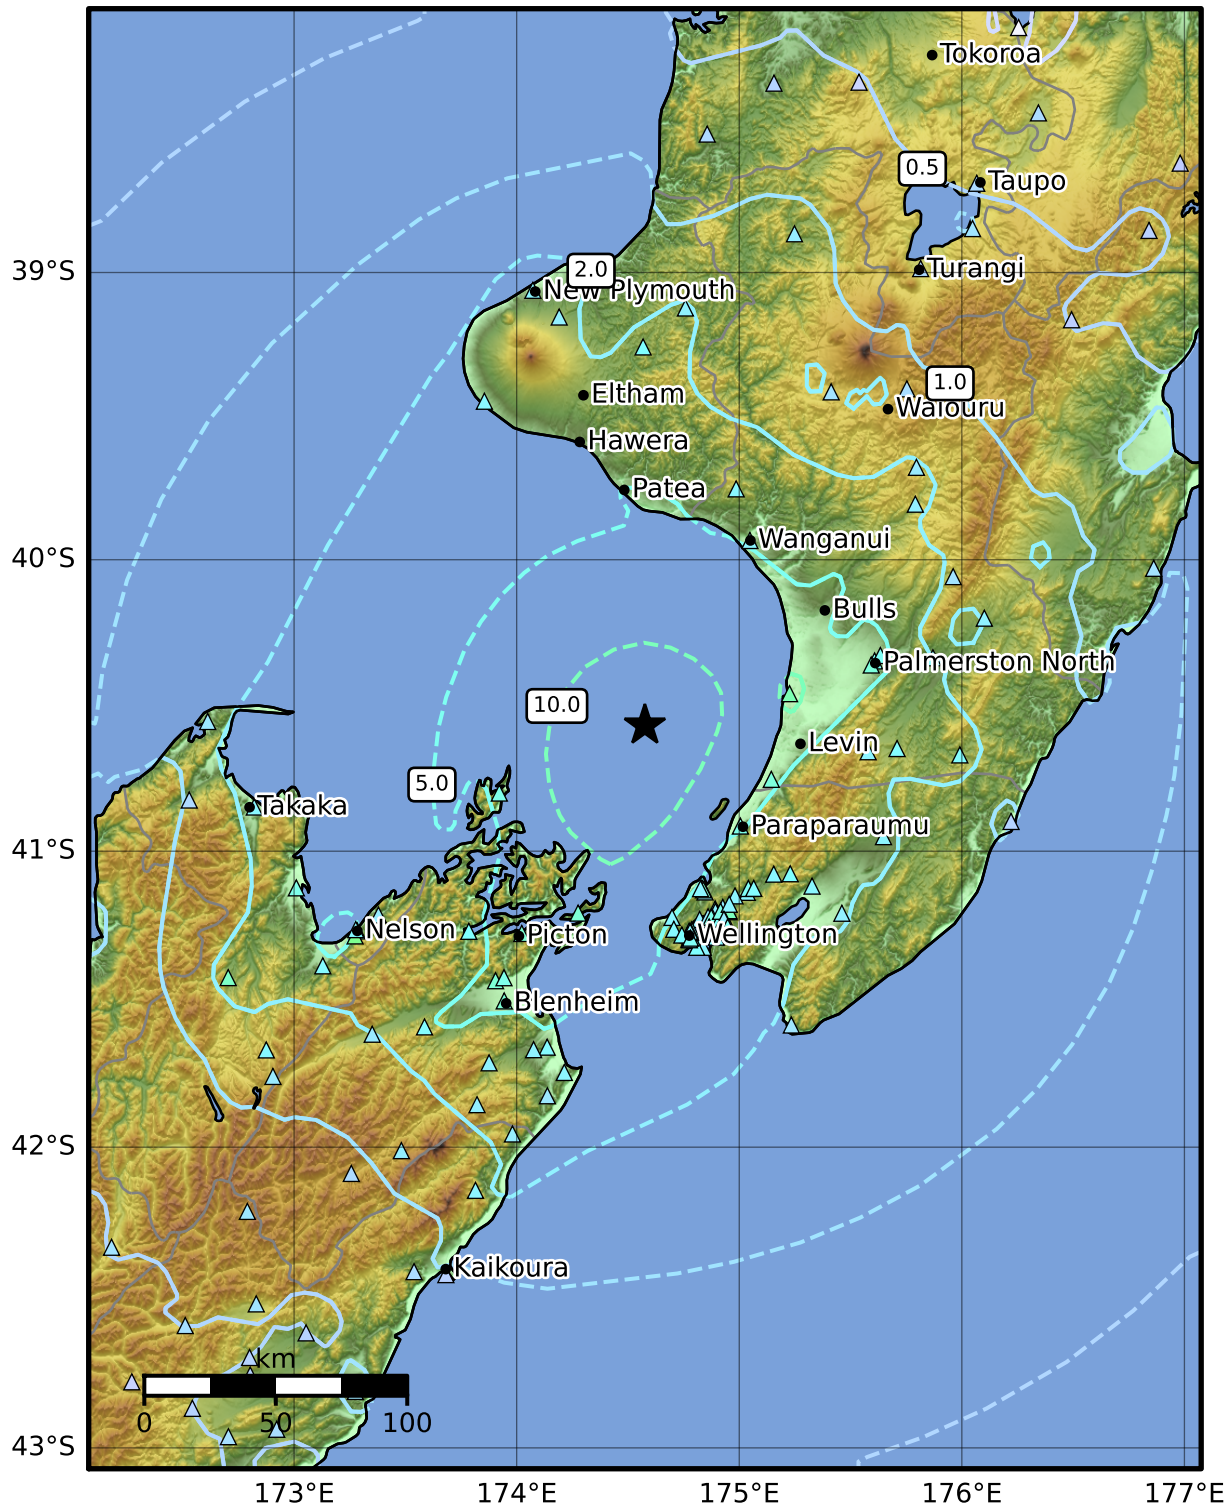 Tokoroa
0.5
Taupo
39°S
Turangi
2.0
New Plymouth
1.0
Eltham
Waiouru
Hawera
Patea
Wanganui
40°S
Bulls
Palmerston North
10.0
Levin
5.0
Takaka
Paraparaumu
41°S
Nelson
Picton
Wellington
Blenheim
42°S
Kaikoura
km
0
50
100
43°S
173°E
174°E
175°E
176°E
177°E